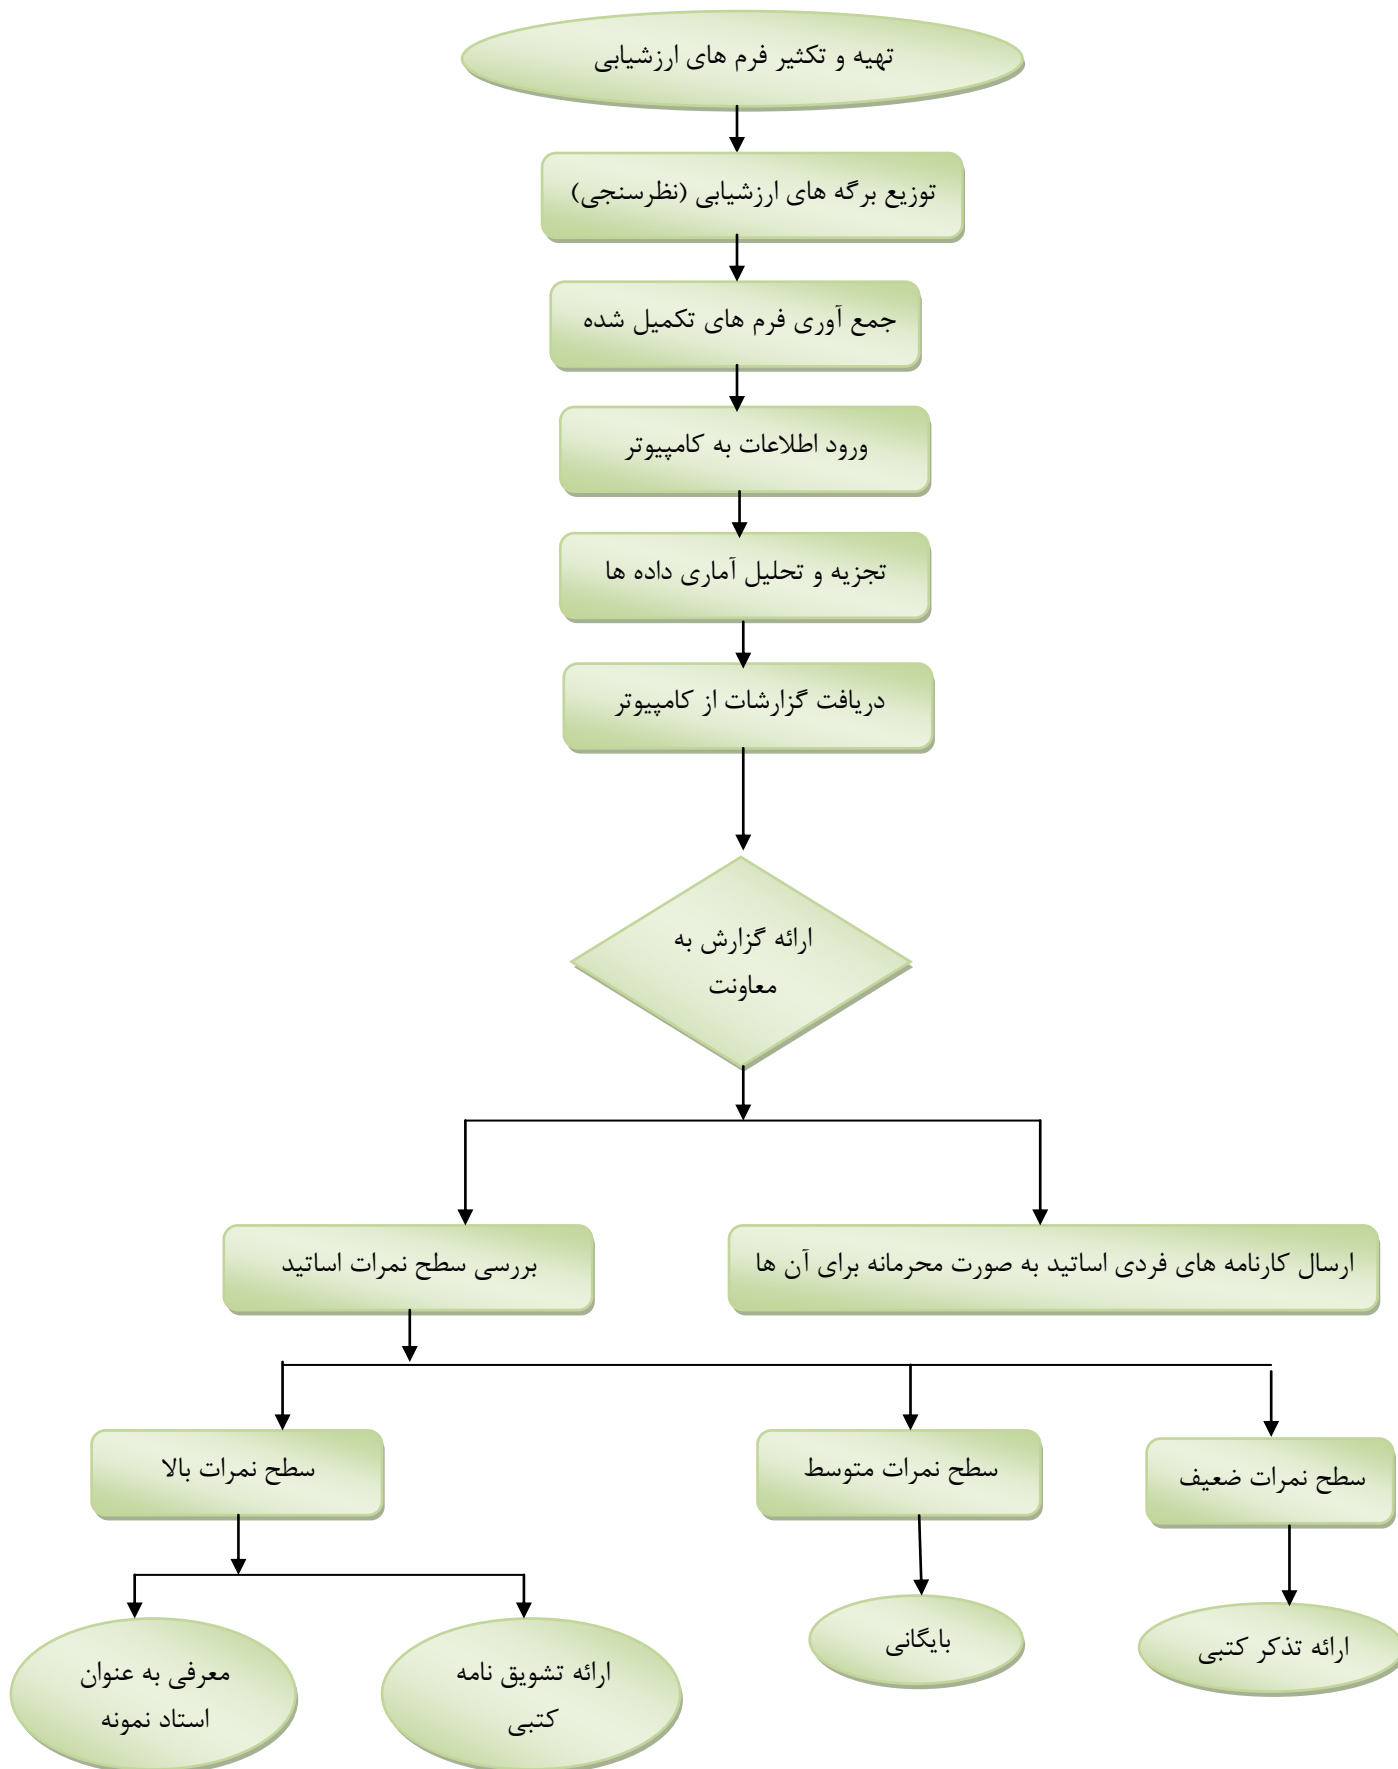 تهیه و تکثیر فرم های ارزشیابی
توزیع برگه های ارزشیابی (نظرسنجی)
جمع آوری فرم های تکمیل شده
ورود اطلاعات به کامپیوتر
تجزیه و تحلیل آماری داده ها
دریافت گزارشات از کامپیوتر
ارائه گزارش به
معاونت
ارسال کارنامه های فردی اساتید به صورت محرمانه برای آن ها
بررسی سطح نمرات اساتید
سطح نمرات ضعیف
سطح نمرات متوسط
سطح نمرات بالا
ارائه تذکر کتبی
بایگانی
ارائه تشویق نامه
کتبی
معرفی به عنوان
استاد نمونه